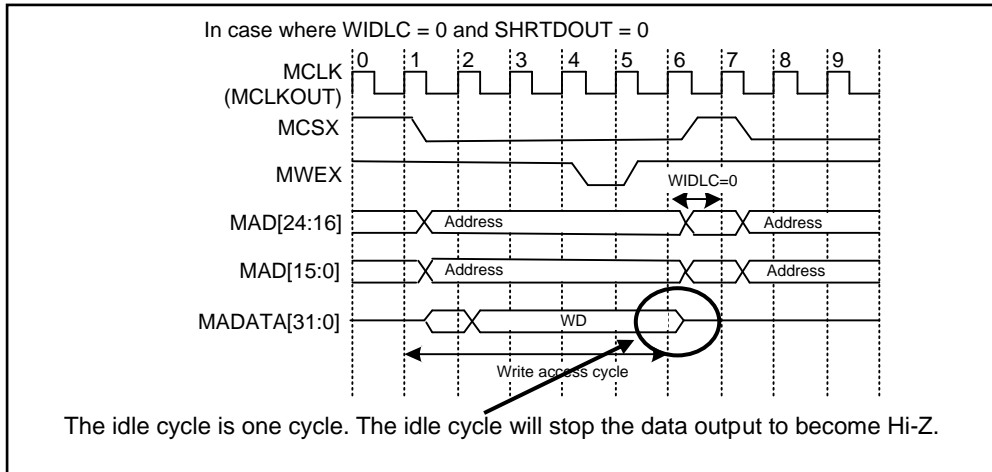 In case where WIDLC = 0 and SHRTDOUT = 0
0 1 2 3 4 5 6 7 8 9
MCLK
(MCLKOUT)
MCSX
MWEX
WIDLC=0
MAD[24:16]
Address
Address
MAD[15:0]
Address
Address
MADATA[31:0]
WD
Write access cycle
The idle cycle is one cycle. The idle cycle will stop the data output to become Hi-Z.